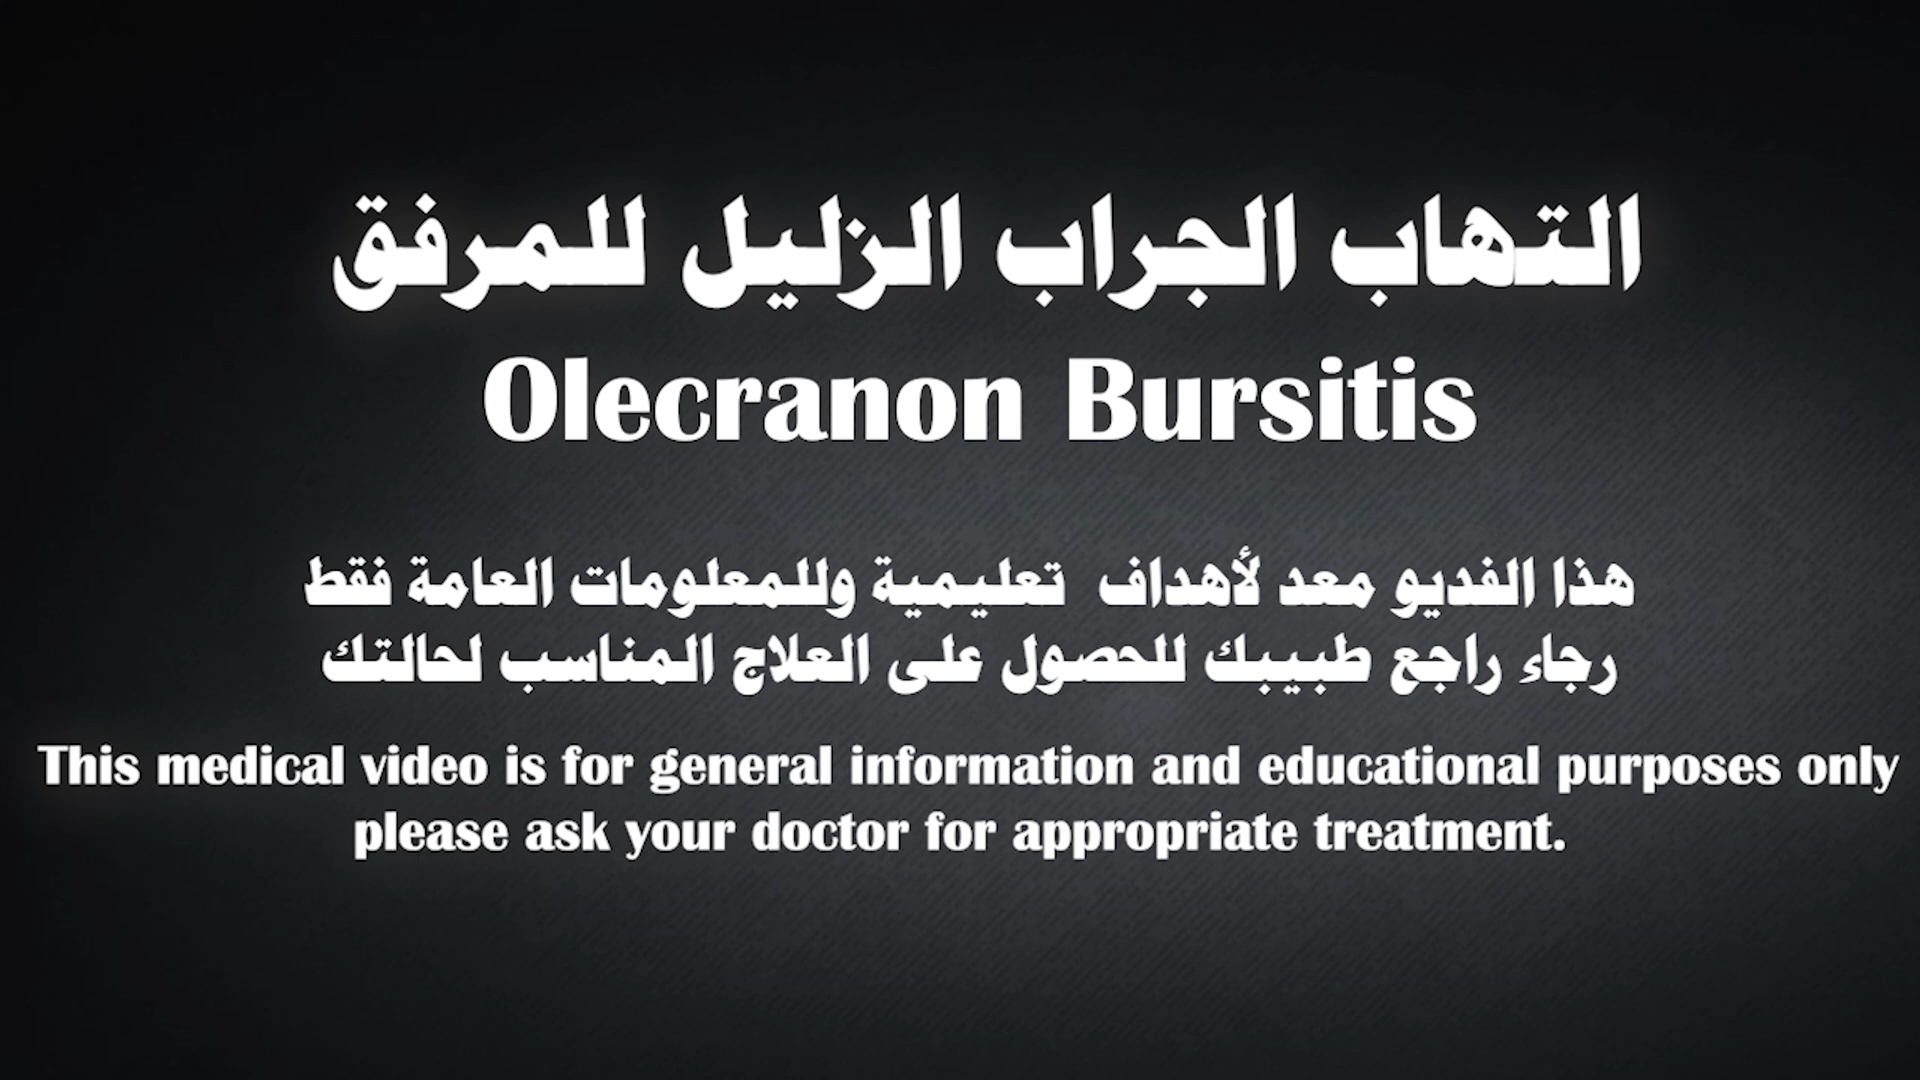 التهاب الجراب الزليل للمرفق
Olecranon Bursitis
هذا الفديو معد لأهداف تعليمية وللمعلومات العامة فقط
رجاء راجع طبيبك للحصول على العلاج المناسب لحالتك
This medical video is for general information and educational purposes only
please ask your doctor for appropriate treatment.